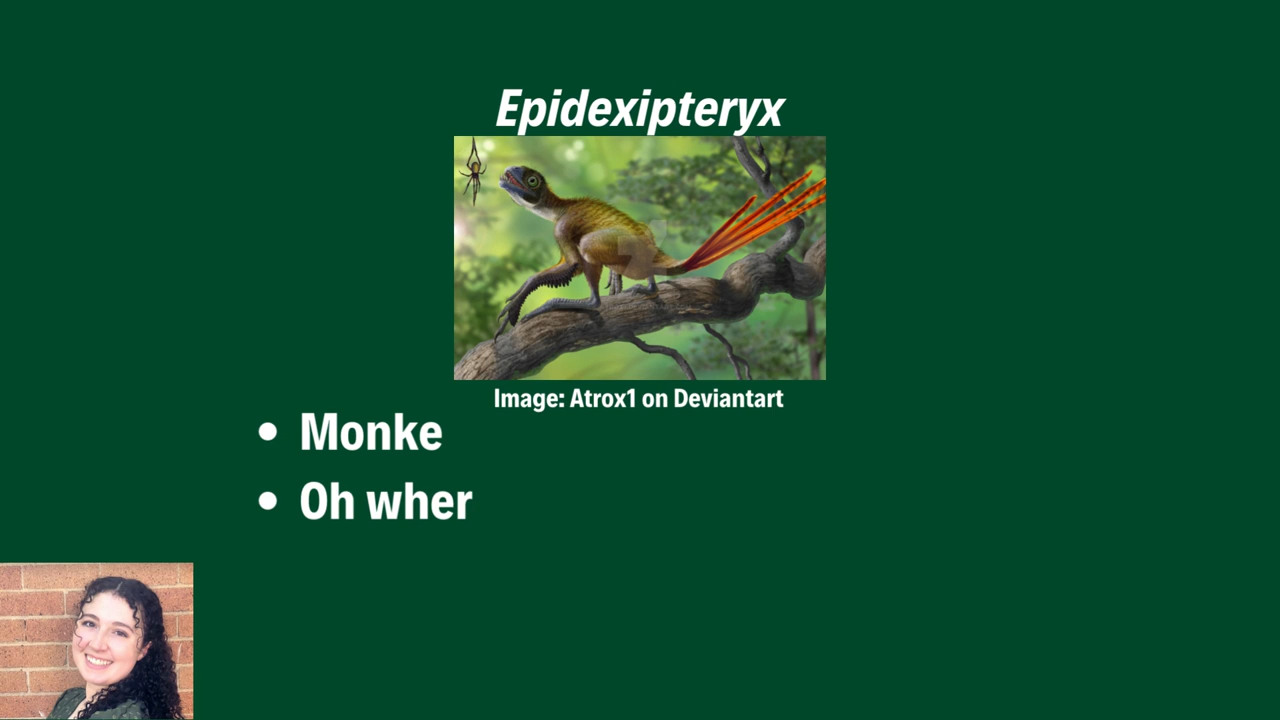 Epidexipteryx
Image: Atrox1 on Deviantart
• Monke
• Oh wher